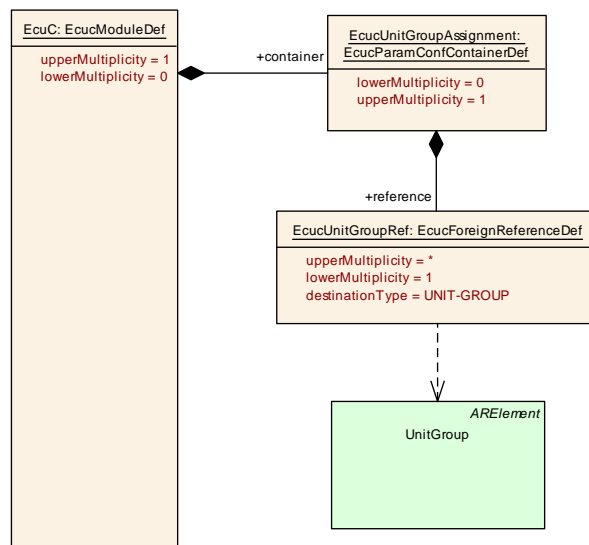 EcuC: EcucModuleDef
upperMultiplicity = 1
lowerMultiplicity = 0
+container
EcucUnitGroupAssignment:
EcucParamConfContainerDef
lowerMultiplicity = 0
upperMultiplicity = 1
+reference
EcucUnitGroupRef: EcucForeignReferenceDef
upperMultiplicity = *
lowerMultiplicity = 1
destinationType = UNIT-GROUP
ARElement
UnitGroup